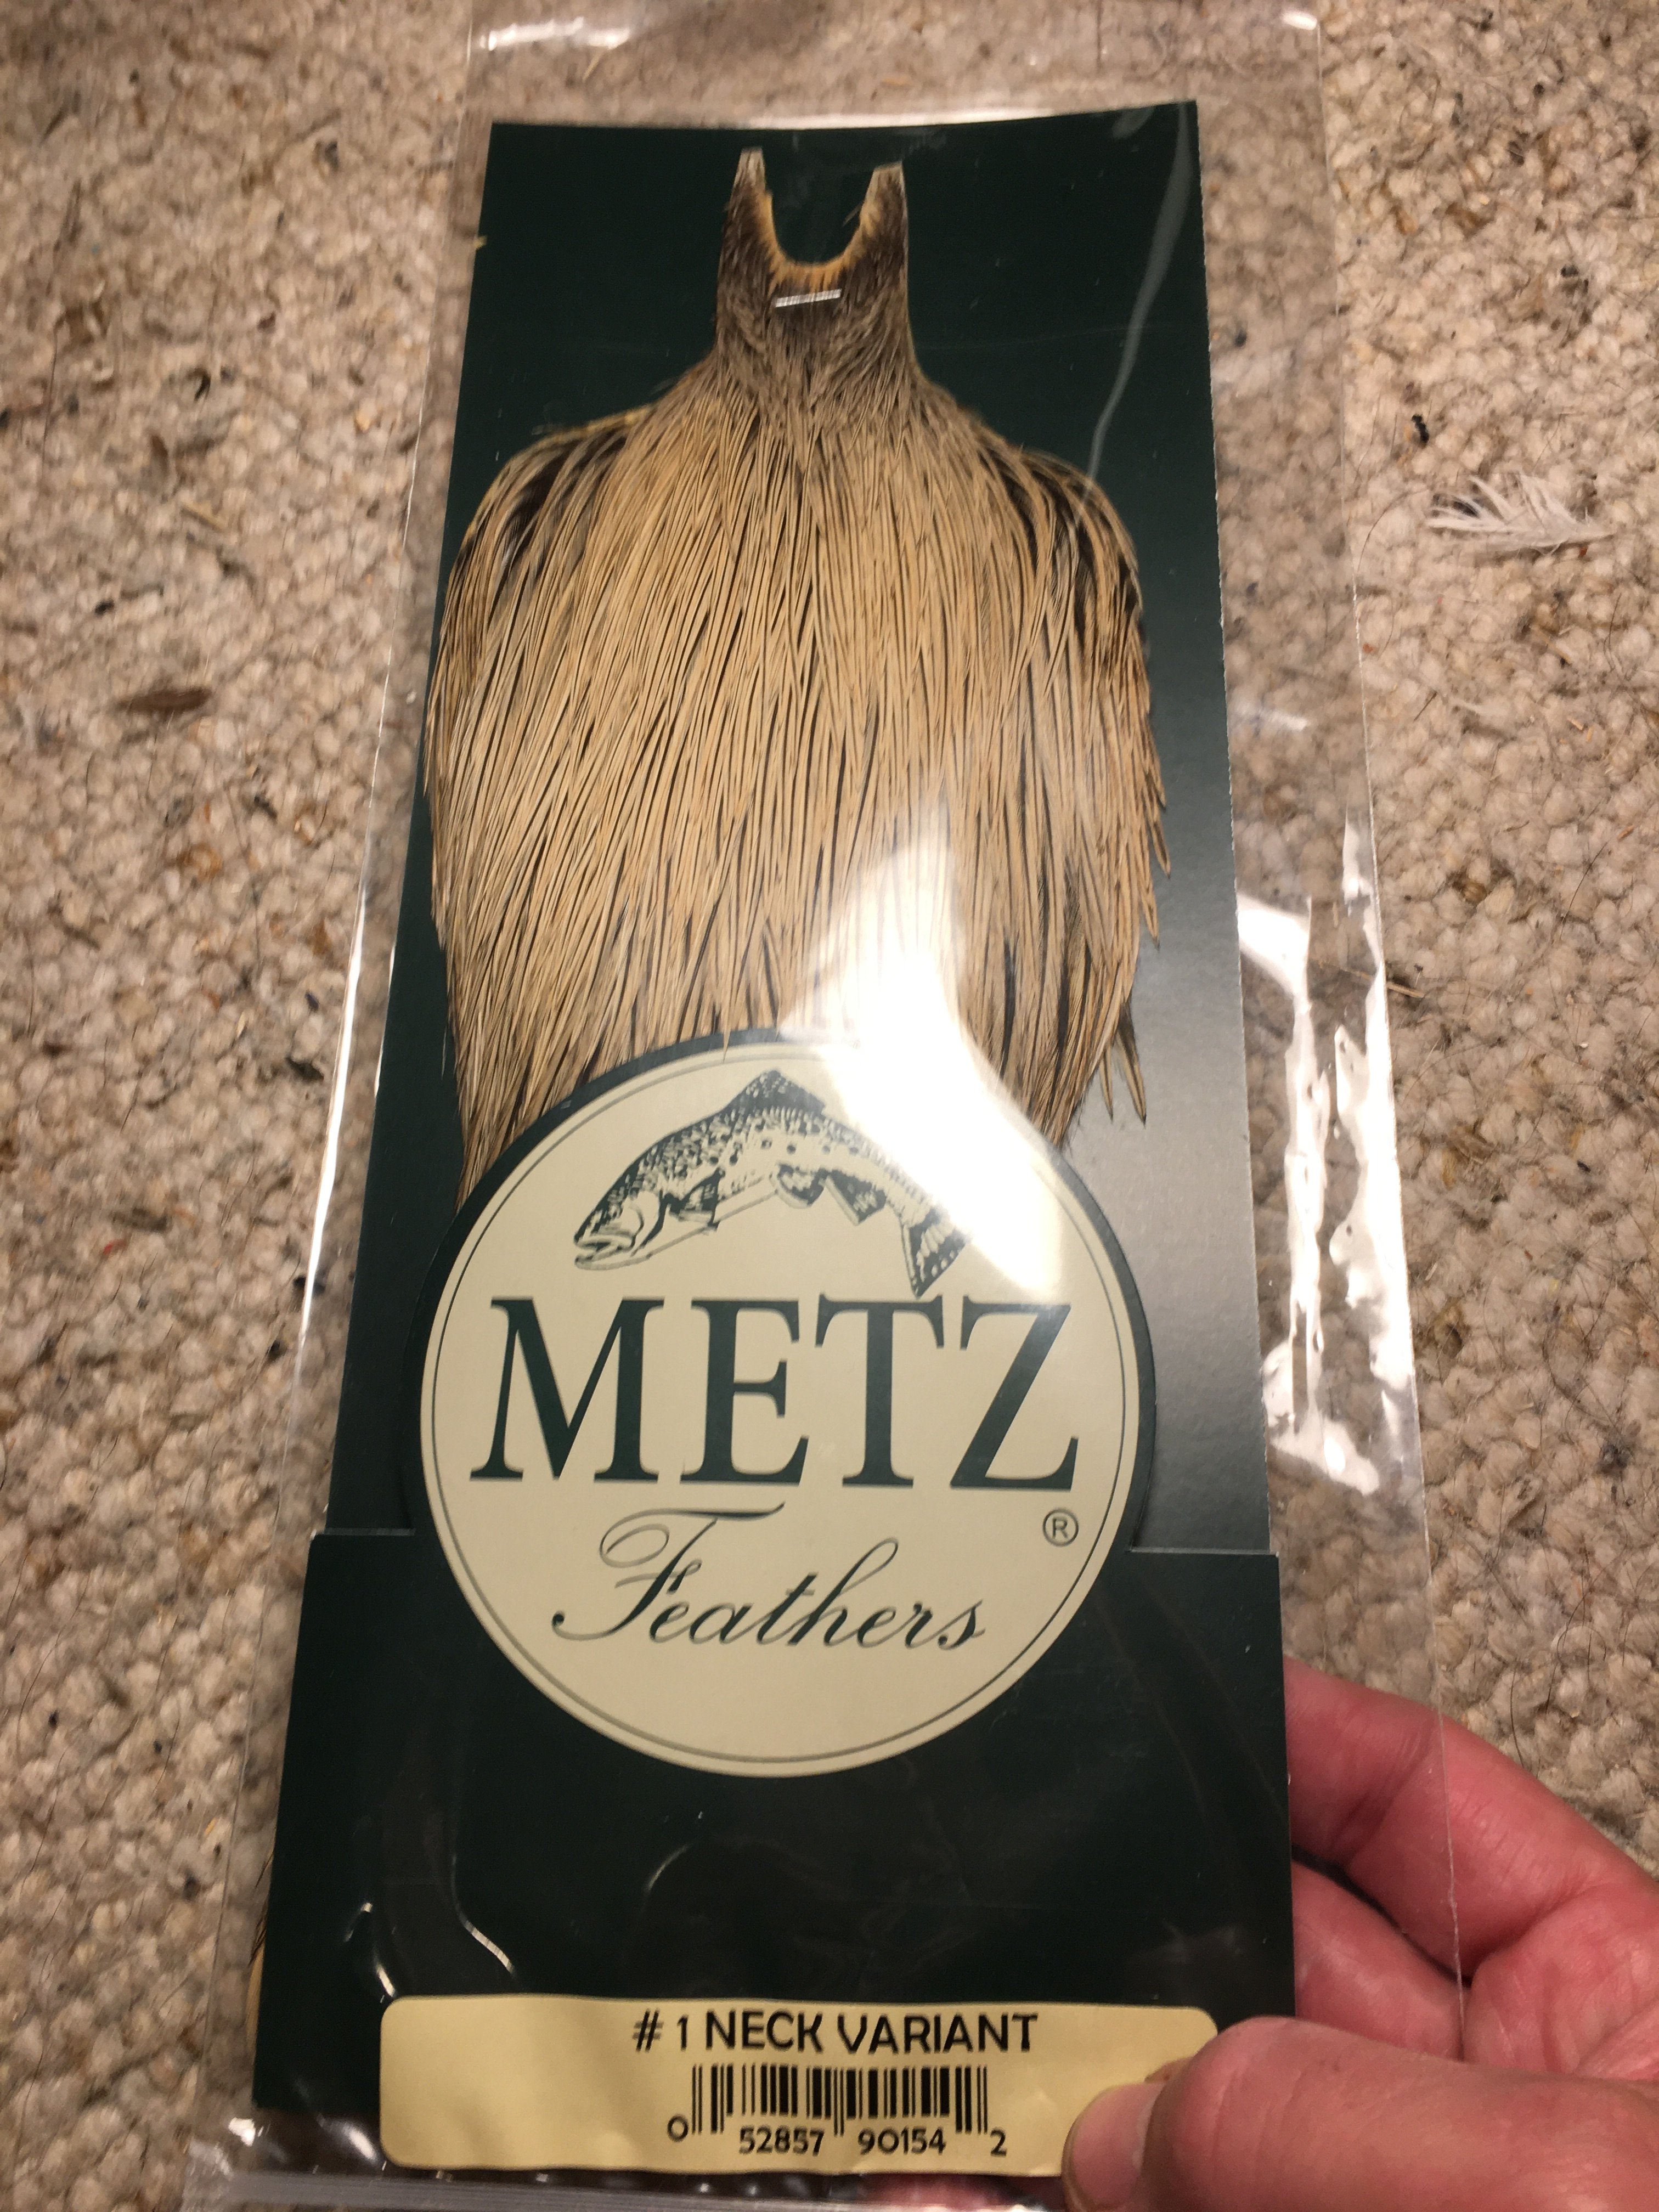 METZ
®
Feathers
# 1 NECK VARIANT
0 52857 90154 2